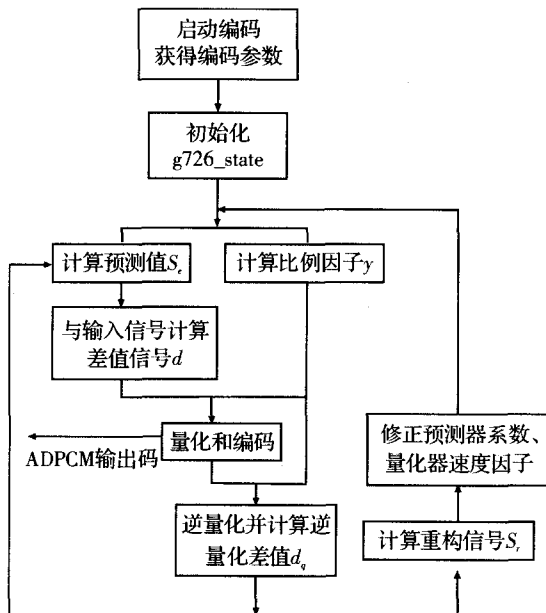 启动编码
获得编码参数
初始化
g726_state
计算预测值Se
计算比例因子y
与输入信号计算
差值信号d
量化和编码
ADPCM输出码
修正预测器系数、
量化器速度因子
逆量化并计算逆
量化差值dq
计算重构信号Sr